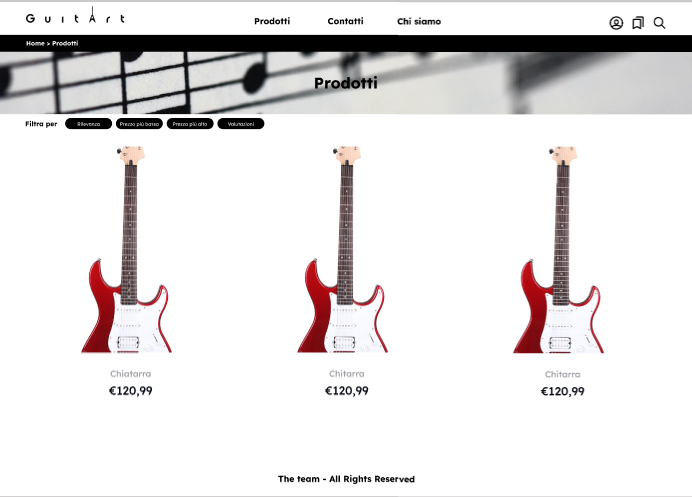 GuitArt
Prodotti Contatti Chi siamo
Home > Prodotti
Prodotti
Filtra per Rilevanza Prezzo più basso Prezzo più alto Valutazioni
Chiatarra Chitarra Chitarra
€120,99 €120,99 €120,99
The team - All Rights Reserved